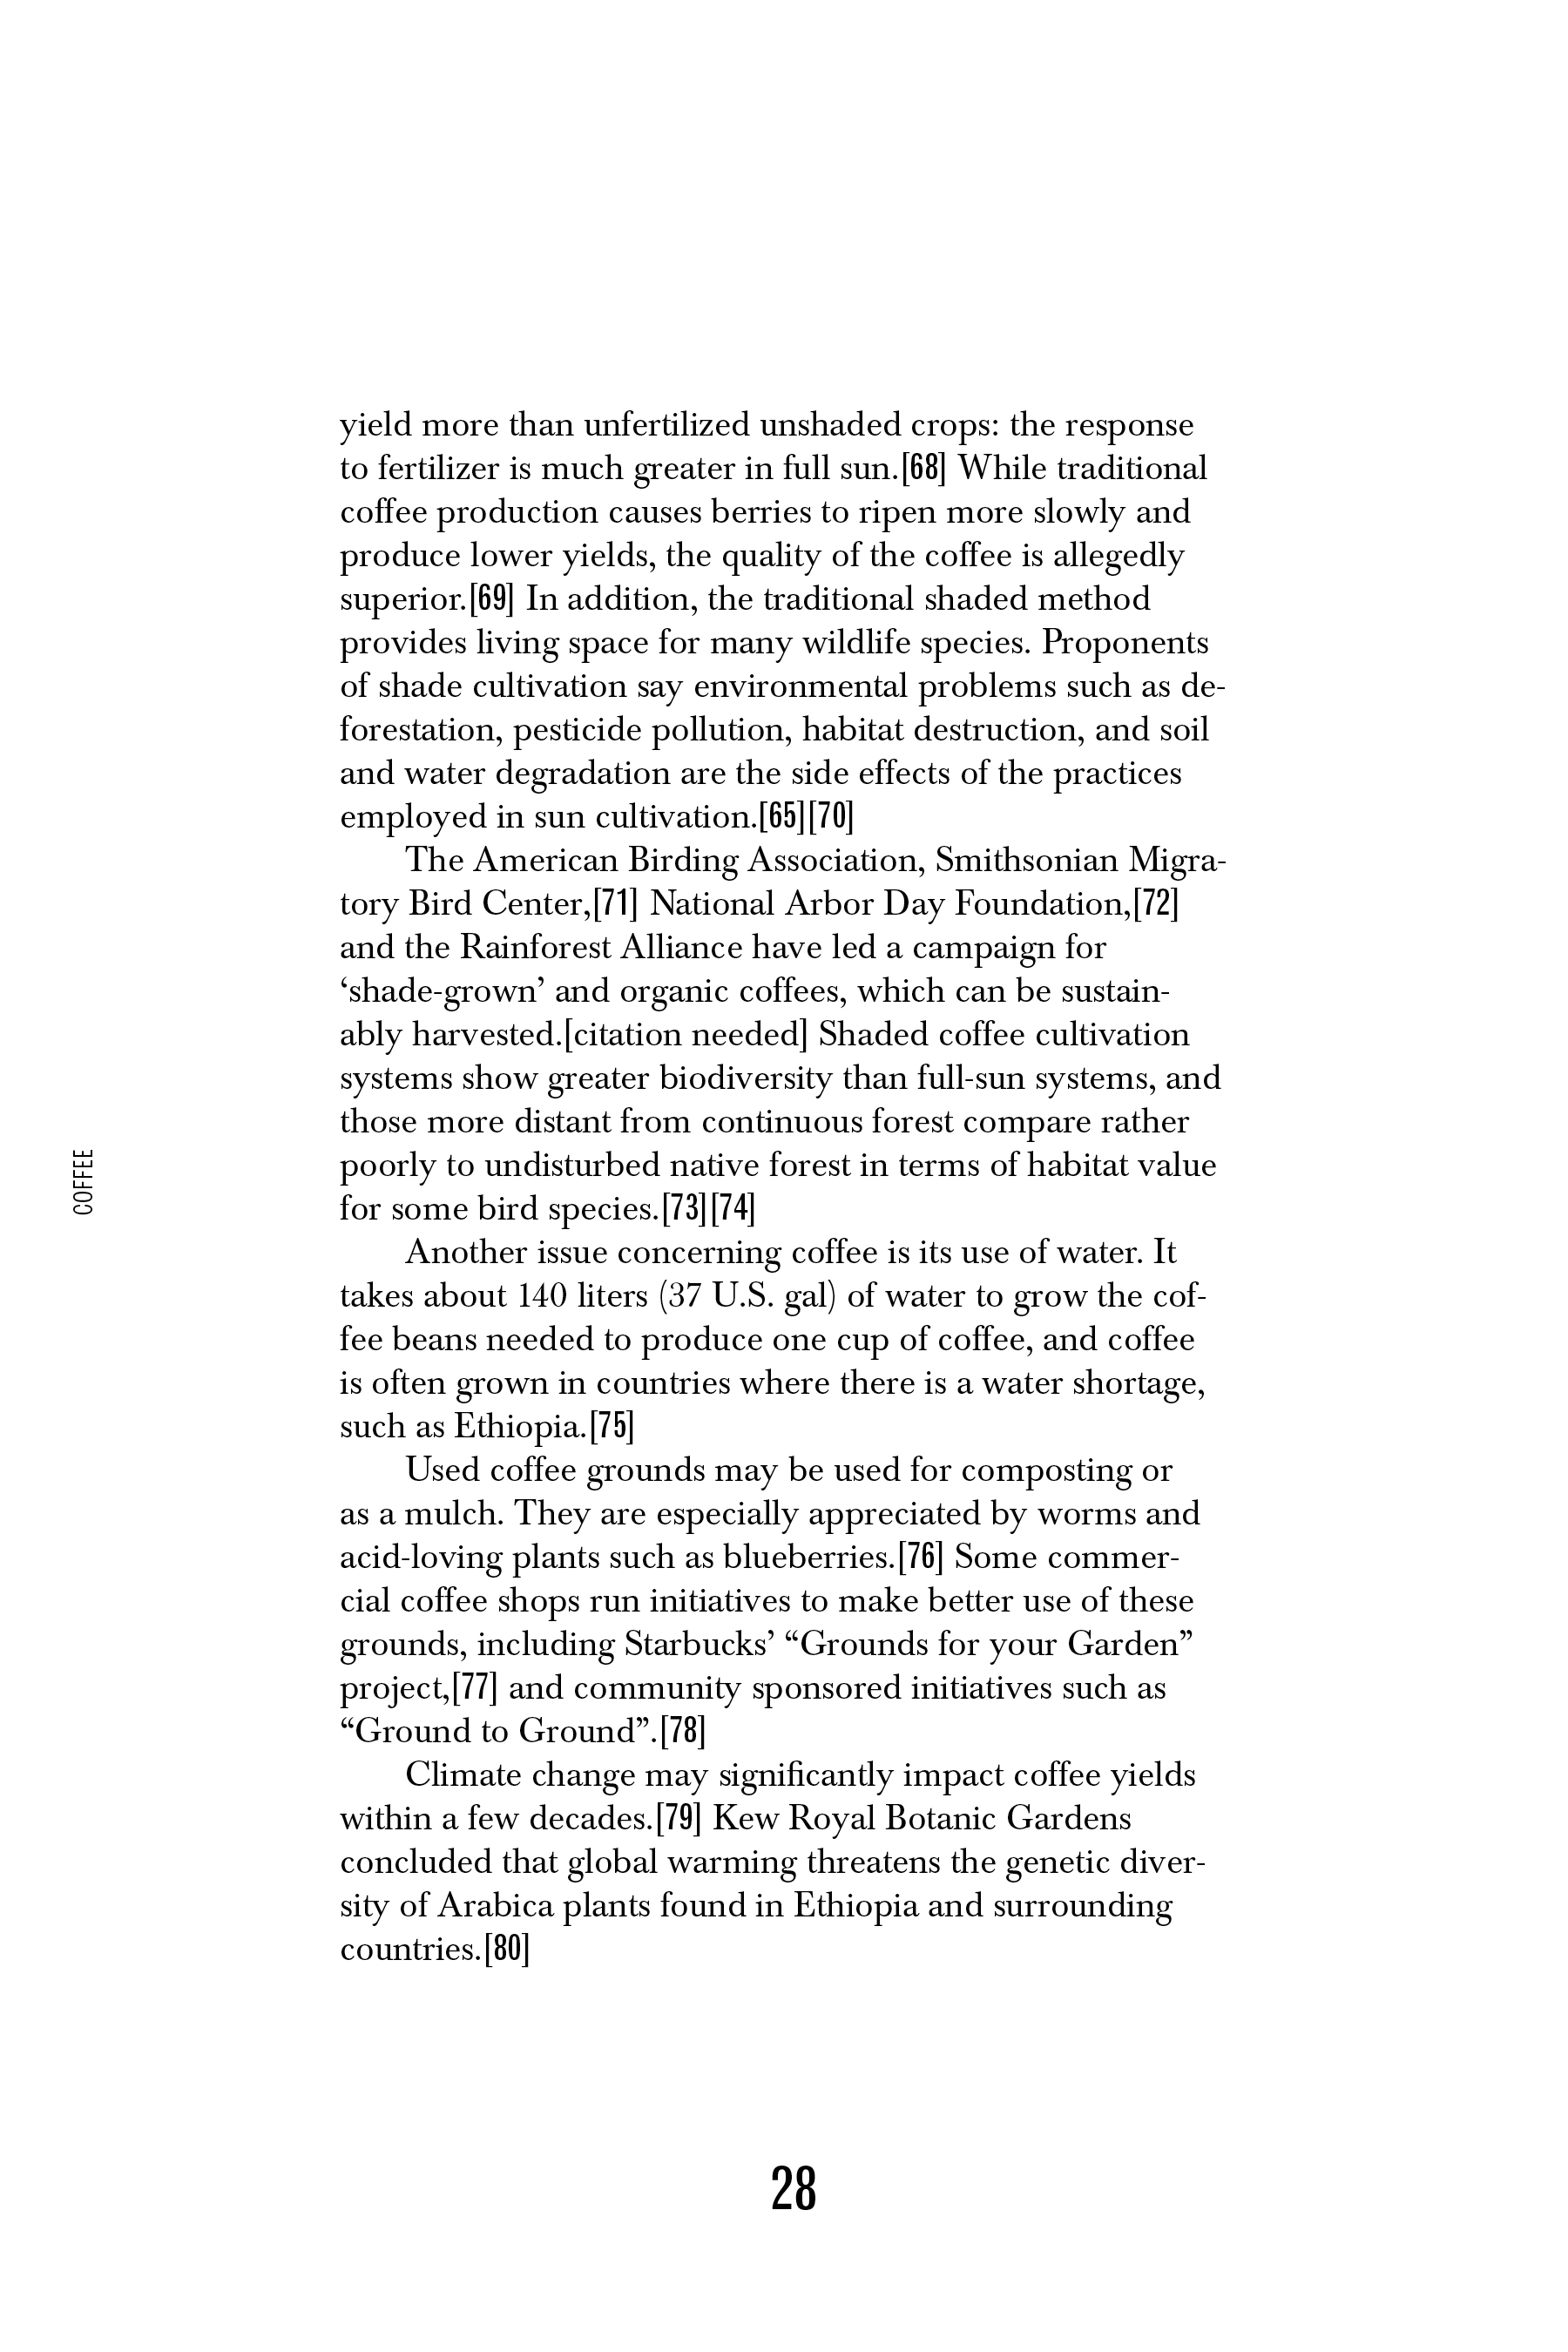 yield more than unfertilized unshaded crops: the response
to fertilizer is much greater in full sun.[68] While traditional
coffee production causes berries to ripen more slowly and
produce lower yields, the quality of the coffee is allegedly
superior.[69] In addition, the traditional shaded method
provides living space for many wildlife species. Proponents
of shade cultivation say environmental problems such as de-
forestation, pesticide pollution, habitat destruction, and soil
and water degradation are the side effects of the practices
employed in sun cultivation.[65][70]
The American Birding Association, Smithsonian Migra-
tory Bird Center,[71] National Arbor Day Foundation,[72]
and the Rainforest Alliance have led a campaign for
‘shade-grown’ and organic coffees, which can be sustain-
ably harvested.[citation needed] Shaded coffee cultivation
systems show greater biodiversity than full-sun systems, and
those more distant from continuous forest compare rather
poorly to undisturbed native forest in terms of habitat value
for some bird species.[73][74]
Another issue concerning coffee is its use of water. It
takes about 140 liters (37 U.S. gal) of water to grow the cof-
fee beans needed to produce one cup of coffee, and coffee
is often grown in countries where there is a water shortage,
such as Ethiopia.[75]
Used coffee grounds may be used for composting or
as a mulch. They are especially appreciated by worms and
acid-loving plants such as blueberries.[76] Some commer-
cial coffee shops run initiatives to make better use of these
grounds, including Starbucks’ “Grounds for your Garden”
project,[77] and community sponsored initiatives such as
“Ground to Ground”.[78]
Climate change may significantly impact coffee yields
within a few decades.[79] Kew Royal Botanic Gardens
concluded that global warming threatens the genetic diver-
sity of Arabica plants found in Ethiopia and surrounding
countries.[80]
COFFEE
28